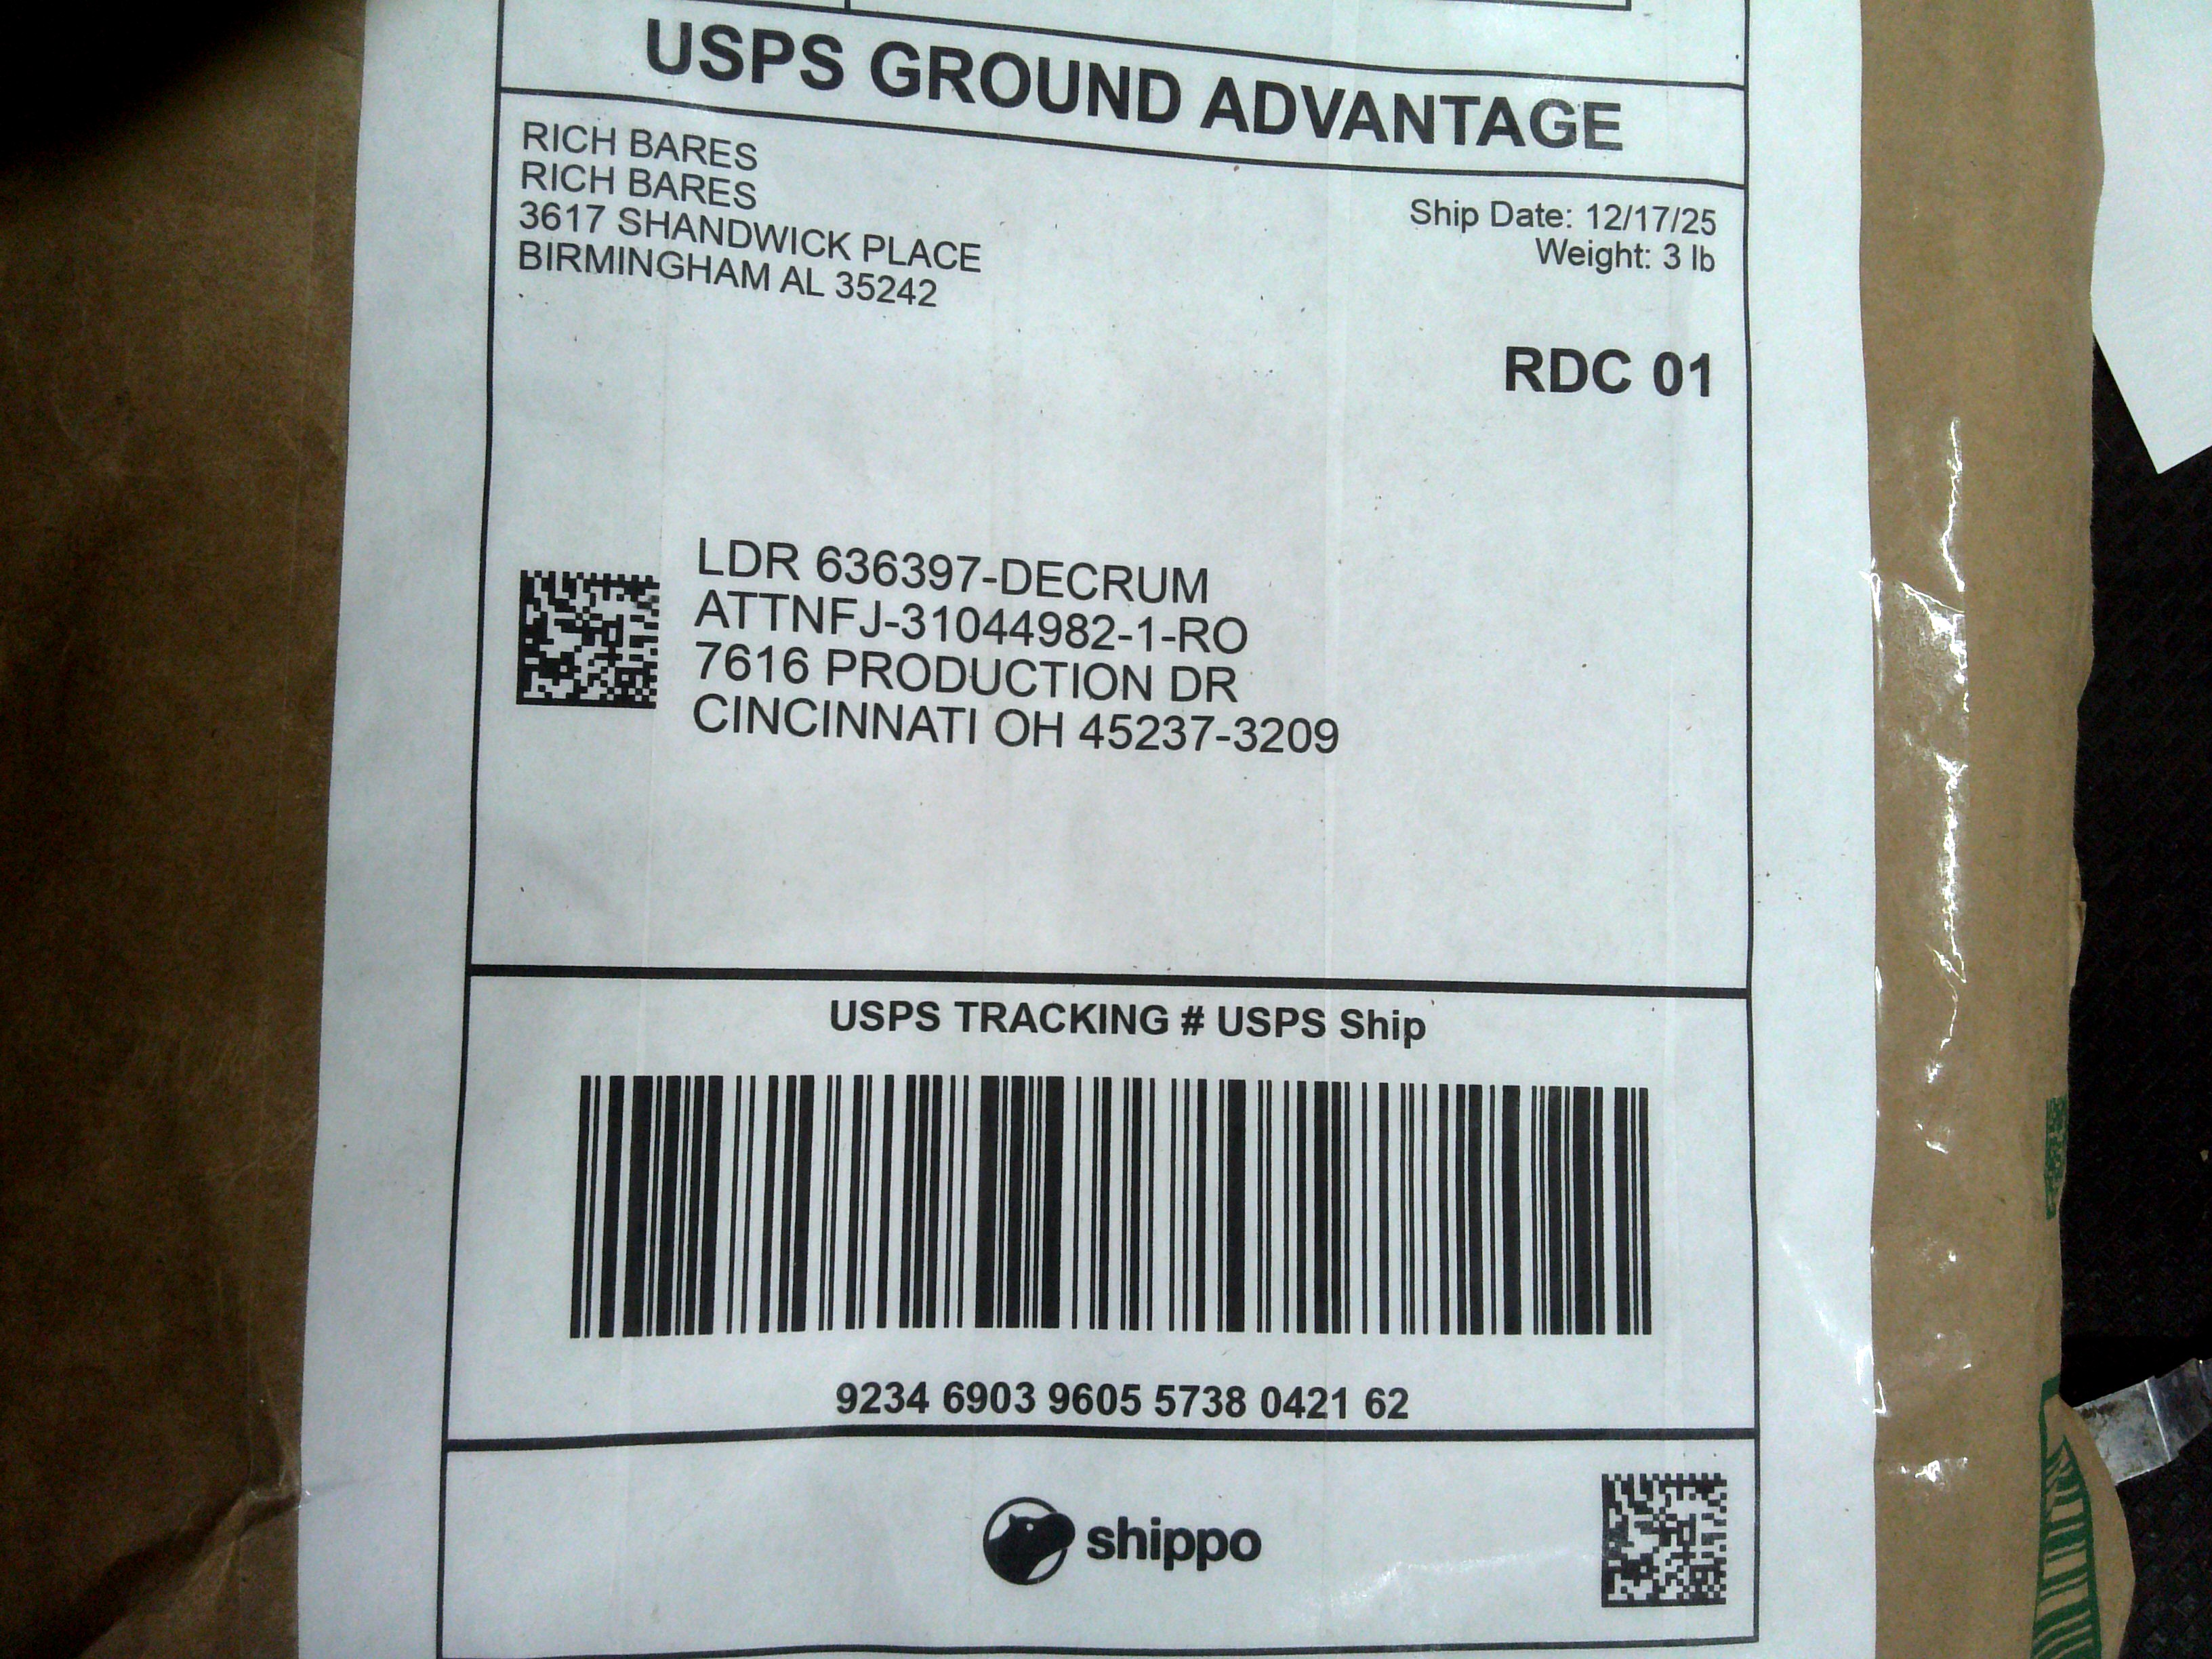 USPS GROUND ADVANTAGE
RICH BARES
RICH BARES
3617 SHANDWICK PLACE
BIRMINGHAM AL 35242
Ship Date: 12/17/25
Weight: 3 lb
RDC 01
LDR 636397-DECRUM
ATTNFJ-31044982-1-RO
7616 PRODUCTION DR
CINCINNATI OH 45237-3209
USPS TRACKING # USPS Ship
9234 6903 9605 5738 0421 62
shippo